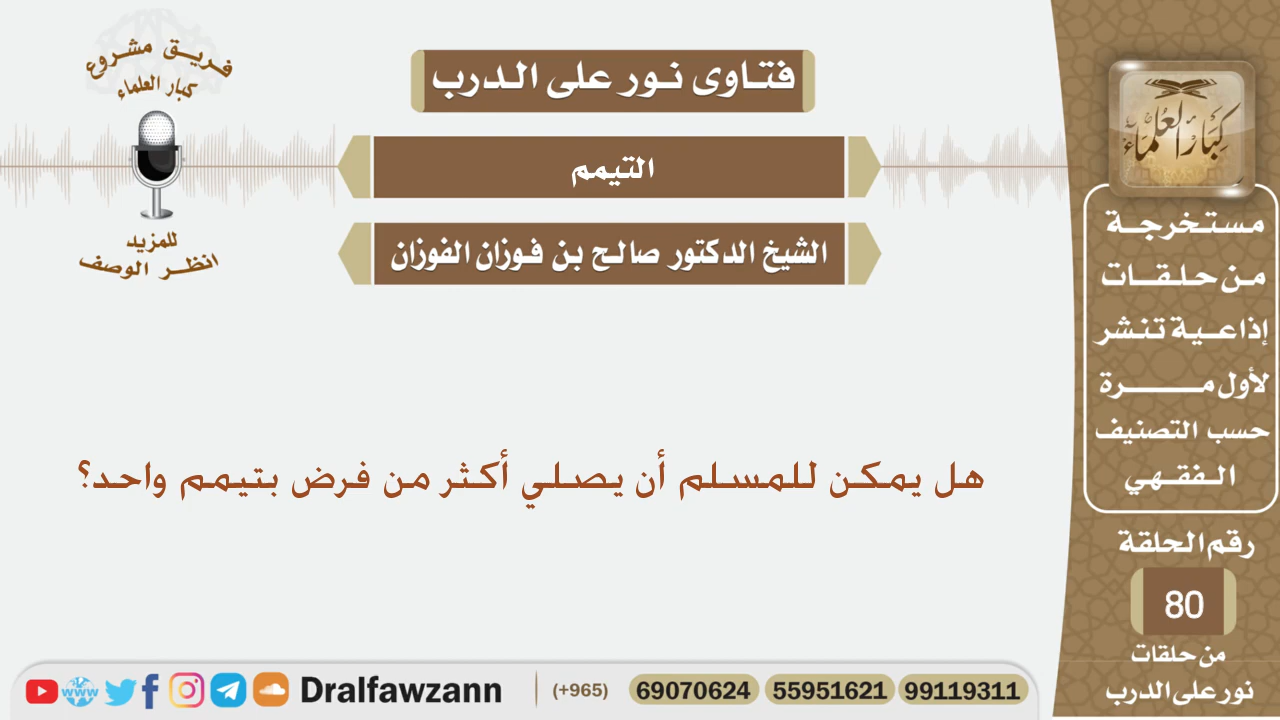 فريق مشروع
كبار العلماء
للمزيد
انظر الوصف
فتاوى نور على الدرب
التيمم
الشيخ الدكتور صالح بن فوزان الفوزان
هل يمكن للمسلم أن يصلي أكثر من فرض بتيمم واحد؟
كبار العلماء
مستخرجة
من حلقات
إذاعية تنشر
لأول مرة
حسب التصنيف
الفقهي
رقم الحلقة
80
من حلقات
نور على الدرب
www Dralfawzann (+965) 69070624 55951621 99119311